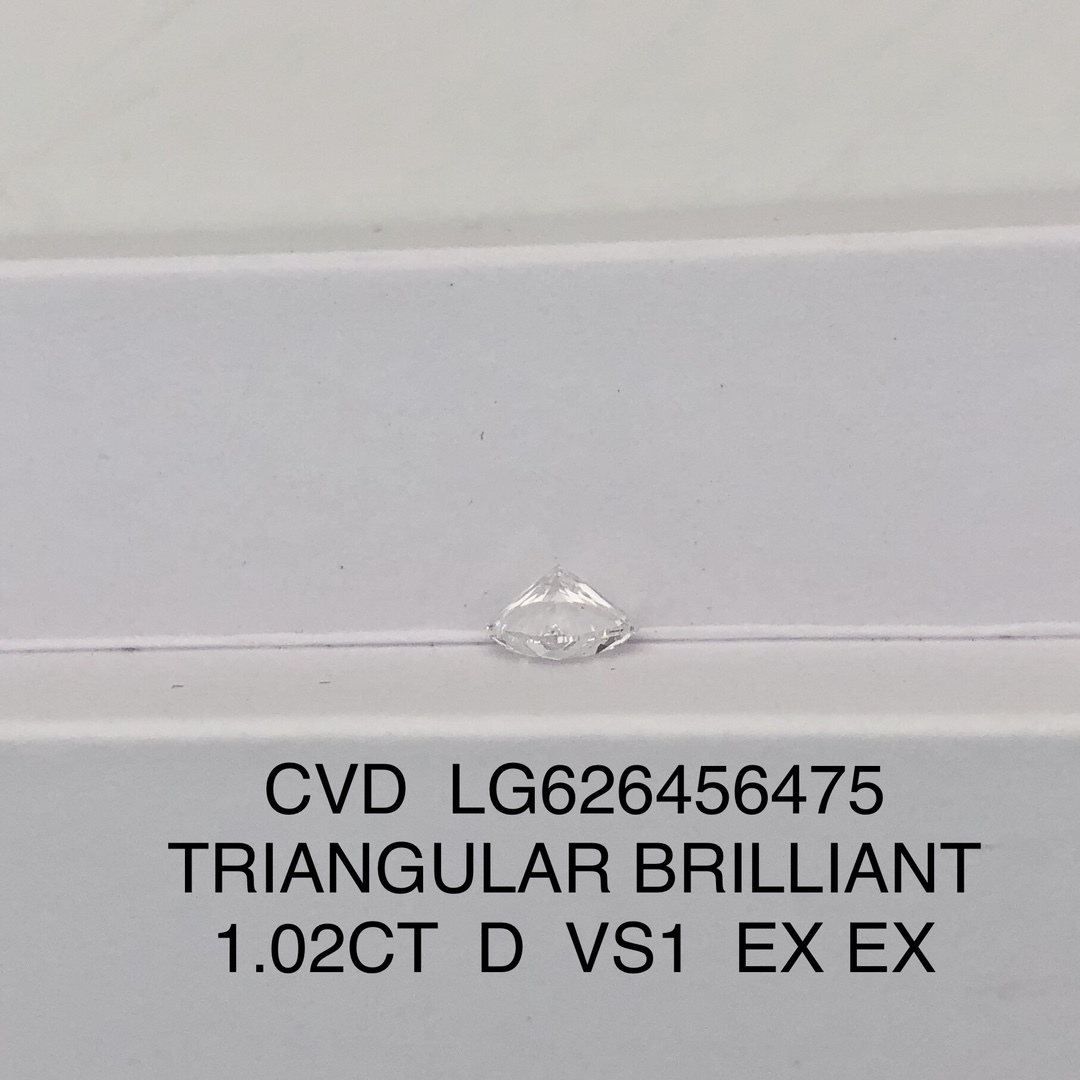 CVD LG626456475
TRIANGULAR BRILLIANT
1.02CT D VS1 EX EX